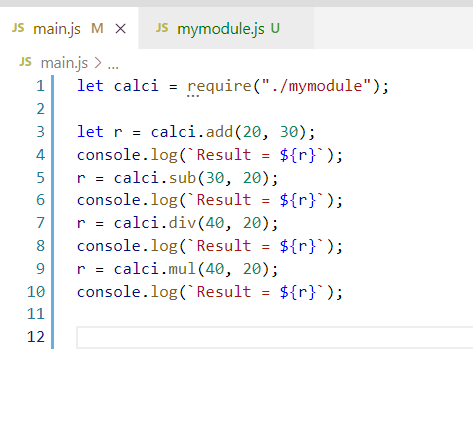 JS main.js M × JS mymodule.js U
JS main.js > ...
1 let calci = require("./mymodule");
2
3 let r = calci.add(20, 30);
4 console.log(`Result = ${r}`);
5 r = calci.sub(30, 20);
6 console.log(`Result = ${r}`);
7 r = calci.div(40, 20);
8 console.log(`Result = ${r}`);
9 r = calci.mul(40, 20);
10 console.log(`Result = ${r}`);
11
12